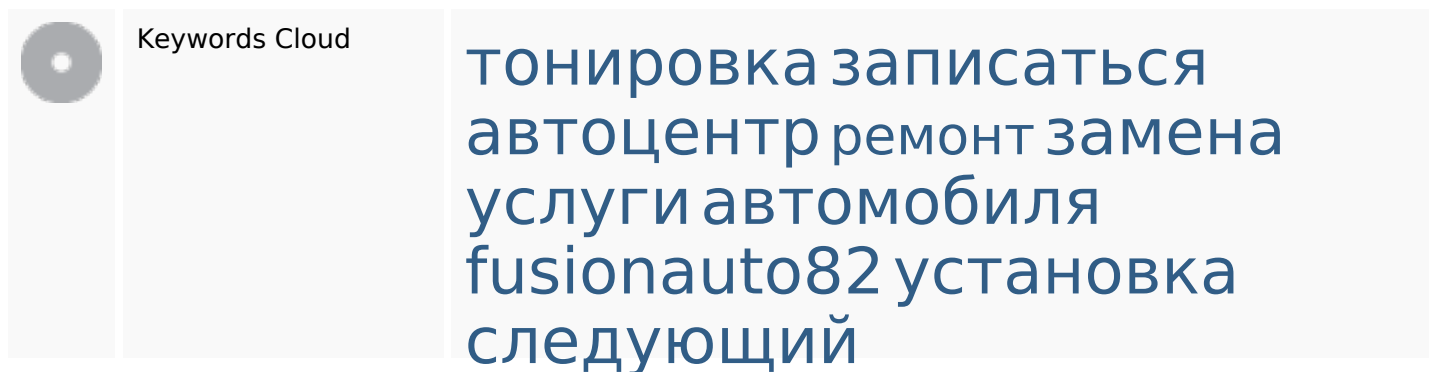 Keywords Cloud
тонировка записаться
автоцентр ремонт замена
услуги автомобиля
fusionauto82 установка
следующий